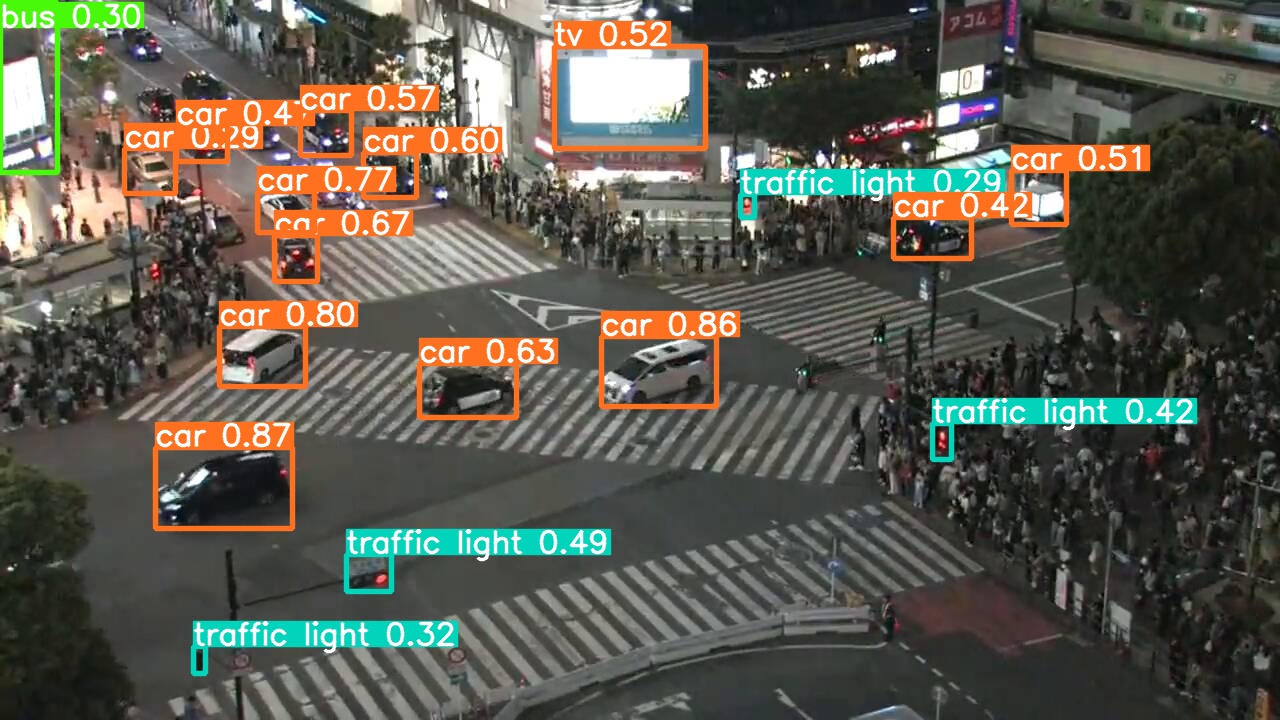 bus 0.30
tv 0.52
アコム
car 0.57
car 0.47
car 0.29
car 0.60
car 0.51
car 0.77
traffic light 0.29
car 0.42
car 0.67
car 0.80
car 0.86
car 0.63
traffic light 0.42
car 0.87
traffic light 0.49
traffic light 0.32